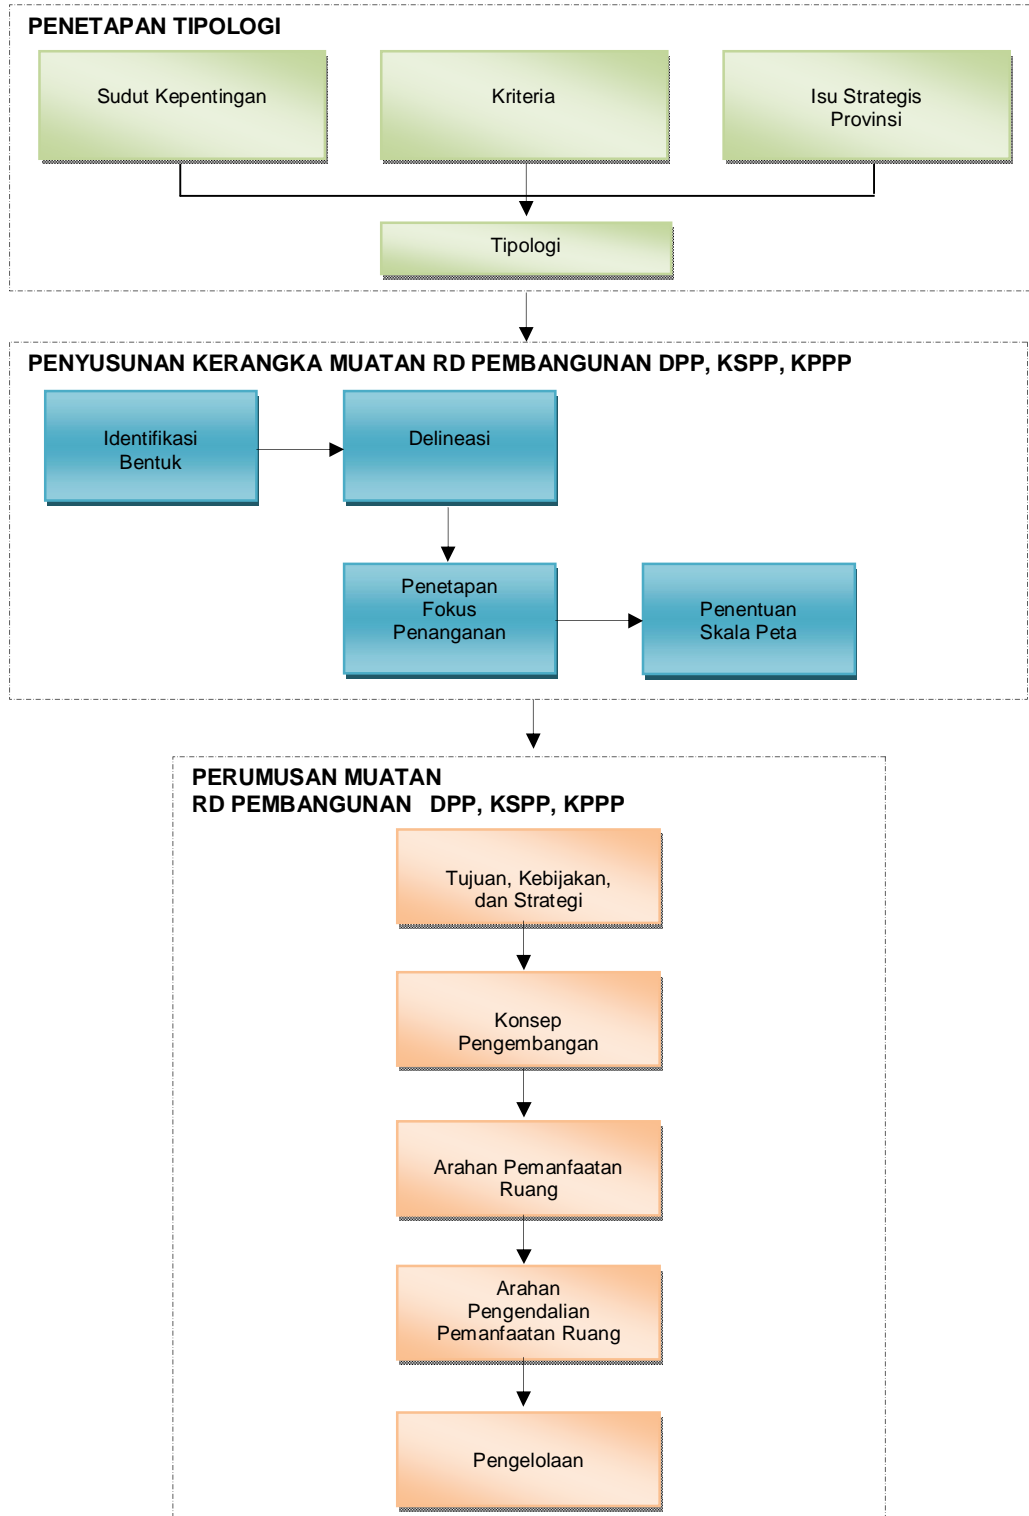 PENETAPAN TIPOLOGI
Sudut Kepentingan
Kriteria
Isu Strategis
Provinsi
Tipologi
PENYUSUNAN KERANGKA MUATAN RD PEMBANGUNAN DPP, KSPP, KPPP
Identifikasi
Bentuk
Delineasi
Penetapan
Fokus
Penanganan
Penentuan
Skala Peta
PERUMUSAN MUATAN
RD PEMBANGUNAN DPP, KSPP, KPPP
Tujuan, Kebijakan,
dan Strategi
Konsep
Pengembangan
Arahan Pemanfaatan
Ruang
Arahan
Pengendalian
Pemanfaatan Ruang
Pengelolaan